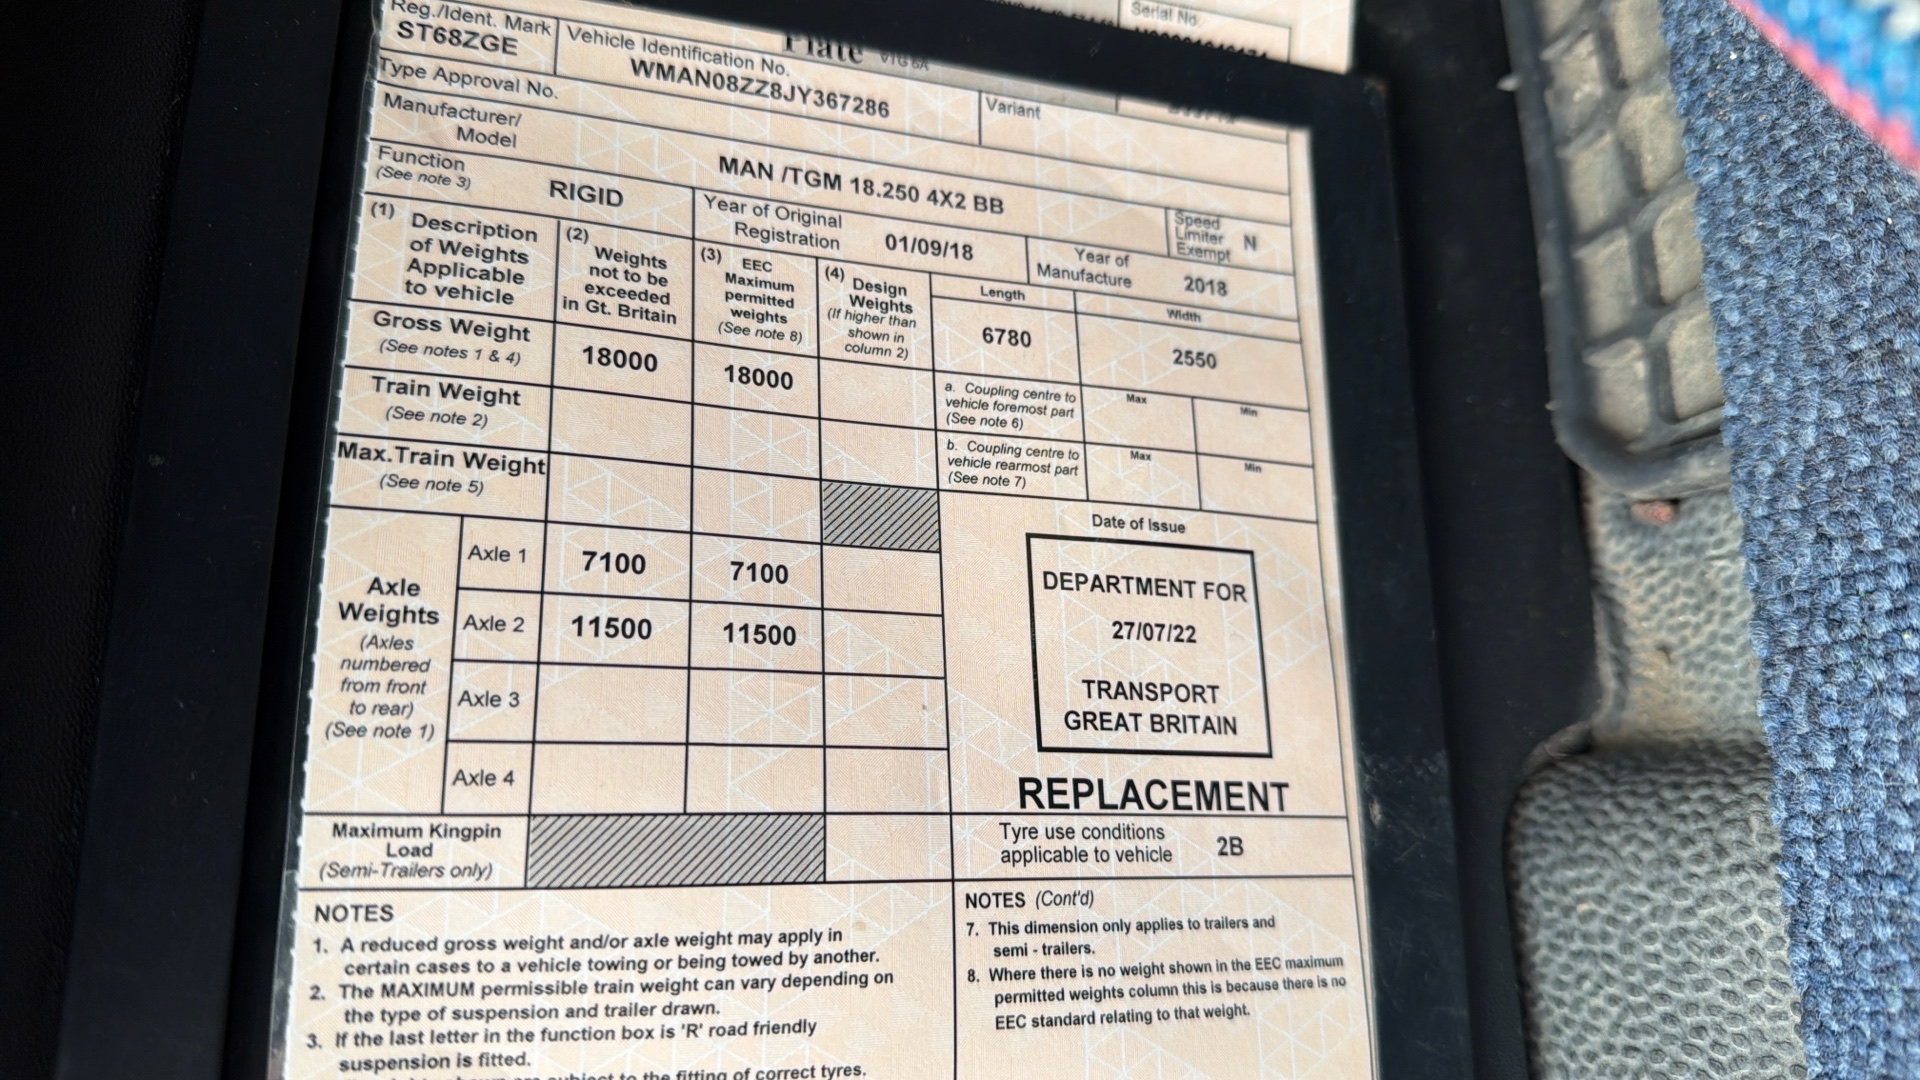 Serial No.
Plate VTG 6A
Reg./Ident. Mark
ST68ZGE
Vehicle Identification No.
WMAN08ZZ8JY367286
Type Approval No.
Variant
Manufacturer/
Model
MAN /TGM 18.250 4X2 BB
Function
(See note 3)
RIGID
Year of Original
Registration
01/09/18
Year of
Manufacture
2018
Speed
Limiter
Exempt
N
(1) Description
of Weights
Applicable
to vehicle
(2) Weights
not to be
exceeded
in Gt. Britain
(3) EEC
Maximum
permitted
weights
(See note 8)
(4) Design
Weights
(If higher than
shown in
column 2)
Length
6780
Width
2550
Gross Weight
(See notes 1 & 4)
18000
18000
Train Weight
(See note 2)
a. Coupling centre to
vehicle foremost part
(See note 6)
Max
Min
Max.Train Weight
(See note 5)
b. Coupling centre to
vehicle rearmost part
(See note 7)
Max
Min
Axle
Weights
(Axles
numbered
from front
to rear)
(See note 1)
Axle 1
7100
7100
Axle 2
11500
11500
Axle 3
Axle 4
Date of Issue
DEPARTMENT FOR
27/07/22
TRANSPORT
GREAT BRITAIN
REPLACEMENT
Maximum Kingpin
Load
(Semi-Trailers only)
Tyre use conditions
applicable to vehicle
2B
NOTES
1. A reduced gross weight and/or axle weight may apply in
certain cases to a vehicle towing or being towed by another.
2. The MAXIMUM permissible train weight can vary depending on
the type of suspension and trailer drawn.
3. If the last letter in the function box is 'R' road friendly
suspension is fitted.
subject to the fitting of correct tyres.
NOTES (Cont'd)
7. This dimension only applies to trailers and
semi - trailers.
8. Where there is no weight shown in the EEC maximum
permitted weights column this is because there is no
EEC standard relating to that weight.